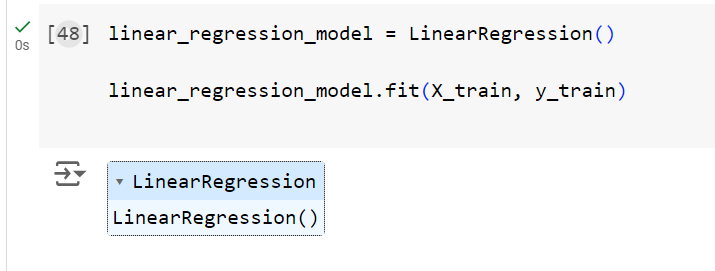 [48] linear_regression_model = LinearRegression()
0s
linear_regression_model.fit(X_train, y_train)
LinearRegression
LinearRegression()